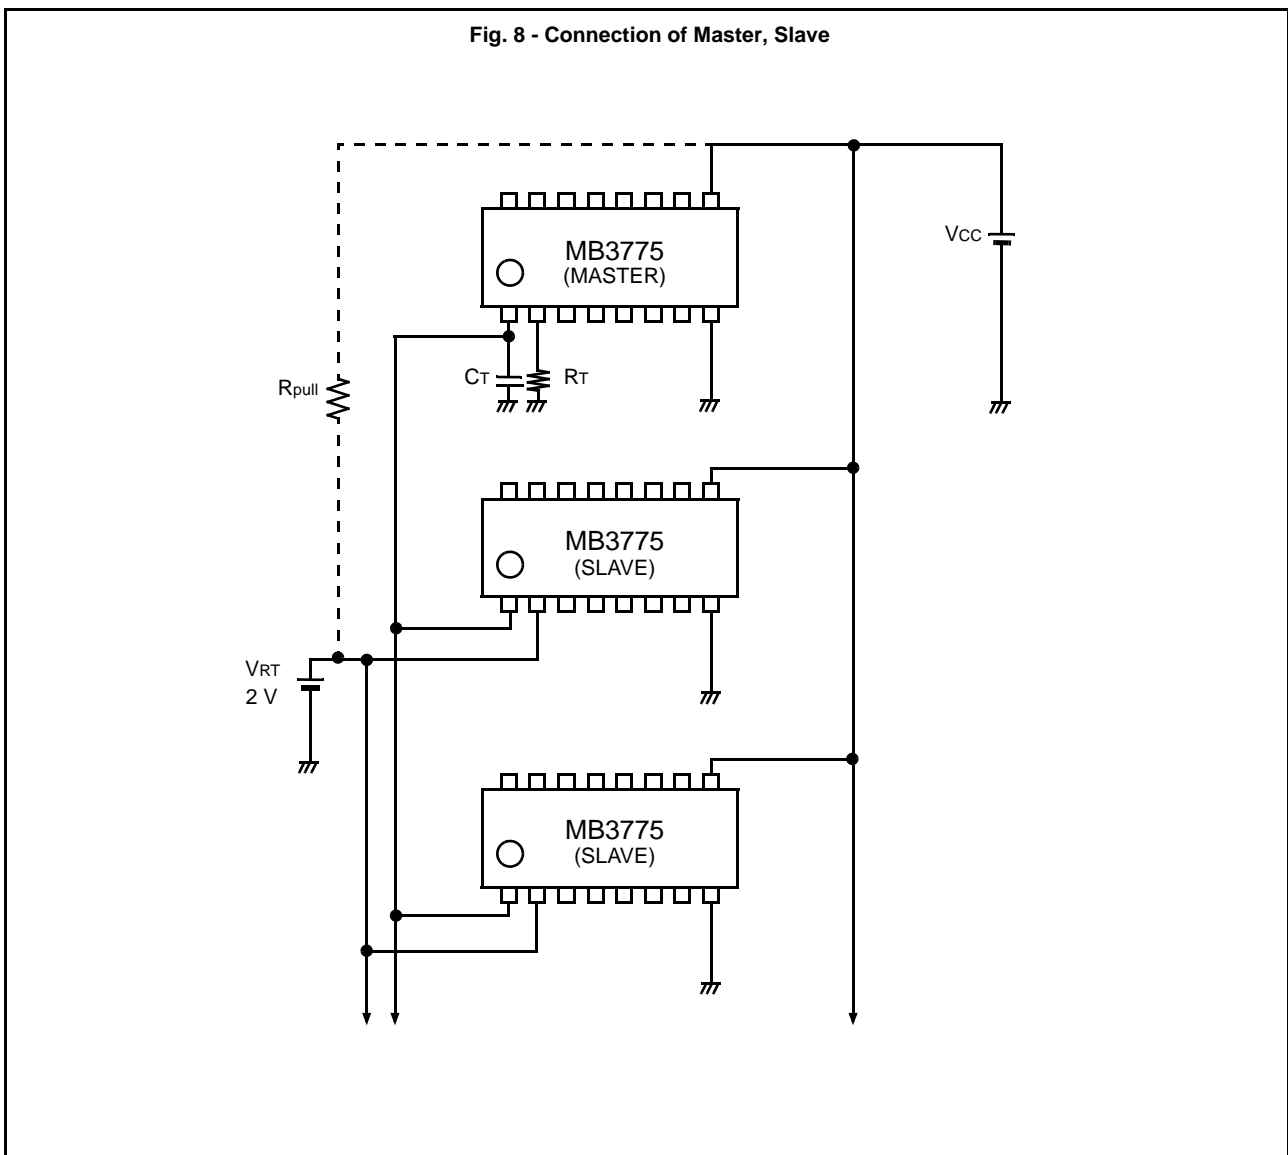 Fig. 8 - Connection of Master, Slave
MB3775
(MASTER)
VCC
Rpull
CT
RT
MB3775
(SLAVE)
VRT
2 V
MB3775
(SLAVE)